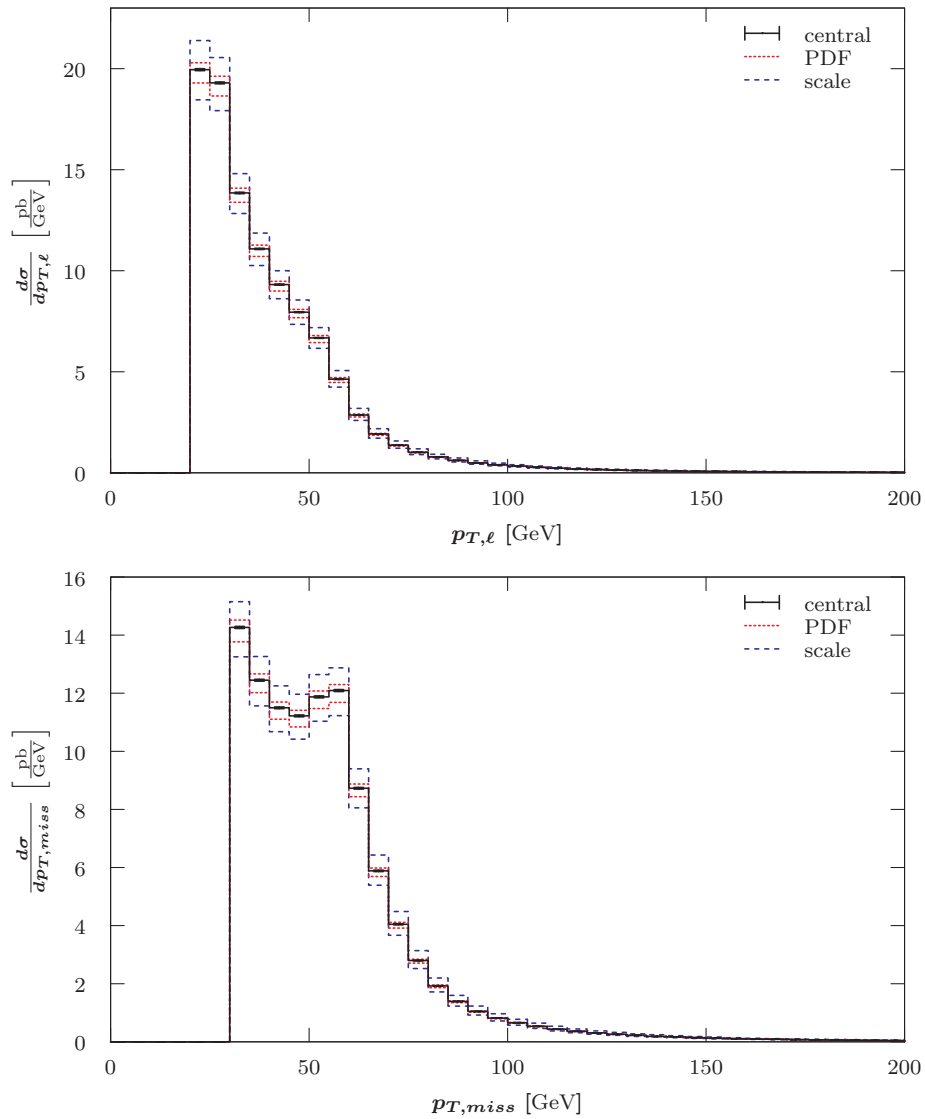 20
15
10
5
0
dσ/dp_{T,ℓ} [pb/GeV]
central
PDF
scale
0 50 100 150 200
p_{T,ℓ} [GeV]
16
14
12
10
8
6
4
2
0
dσ/dp_{T,miss} [pb/GeV]
central
PDF
scale
0 50 100 150 200
p_{T,miss} [GeV]